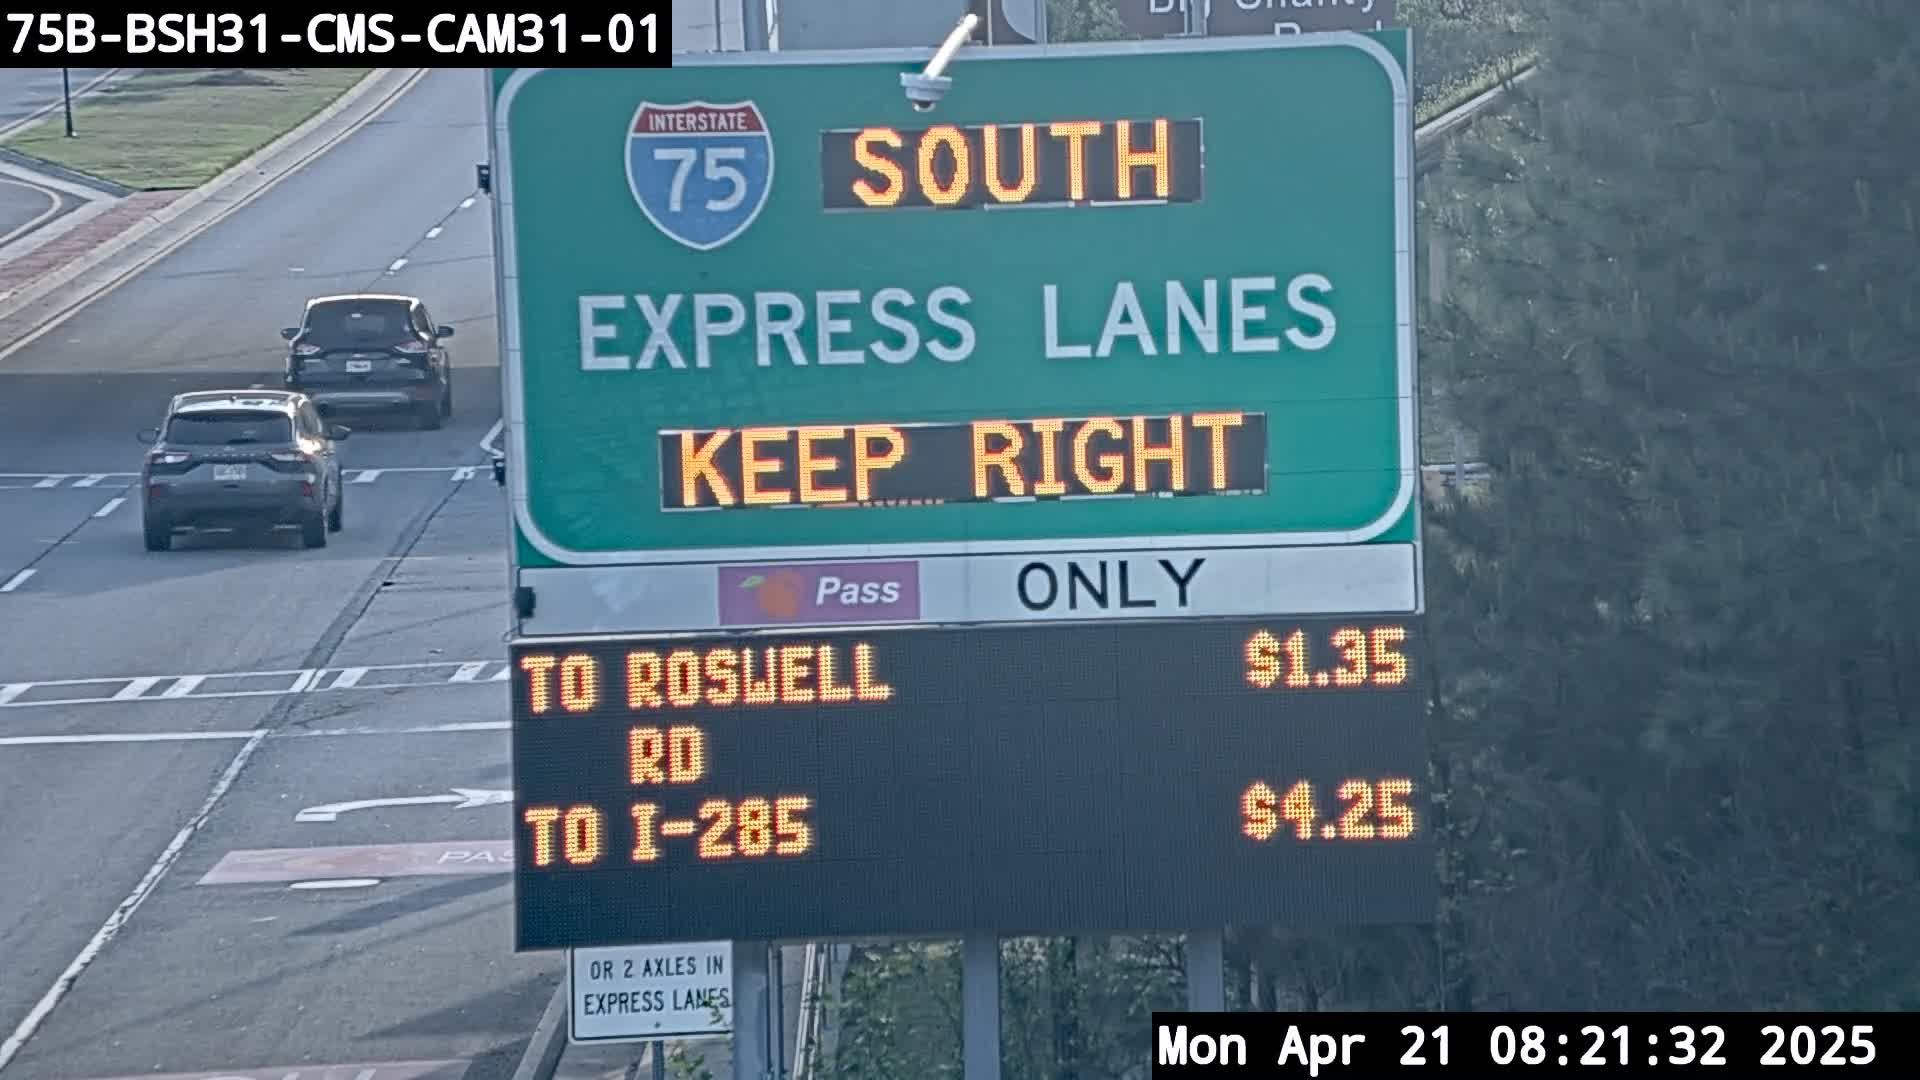 75B-BSH31-CMS-CAM31-01
INTERSTATE
75
SOUTH
EXPRESS LANES
KEEP RIGHT
Pass ONLY
TO ROSWELL $1.35
RD
TO I-285 $4.25
OR 2 AXLES IN
EXPRESS LANES
Mon Apr 21 08:21:32 2025